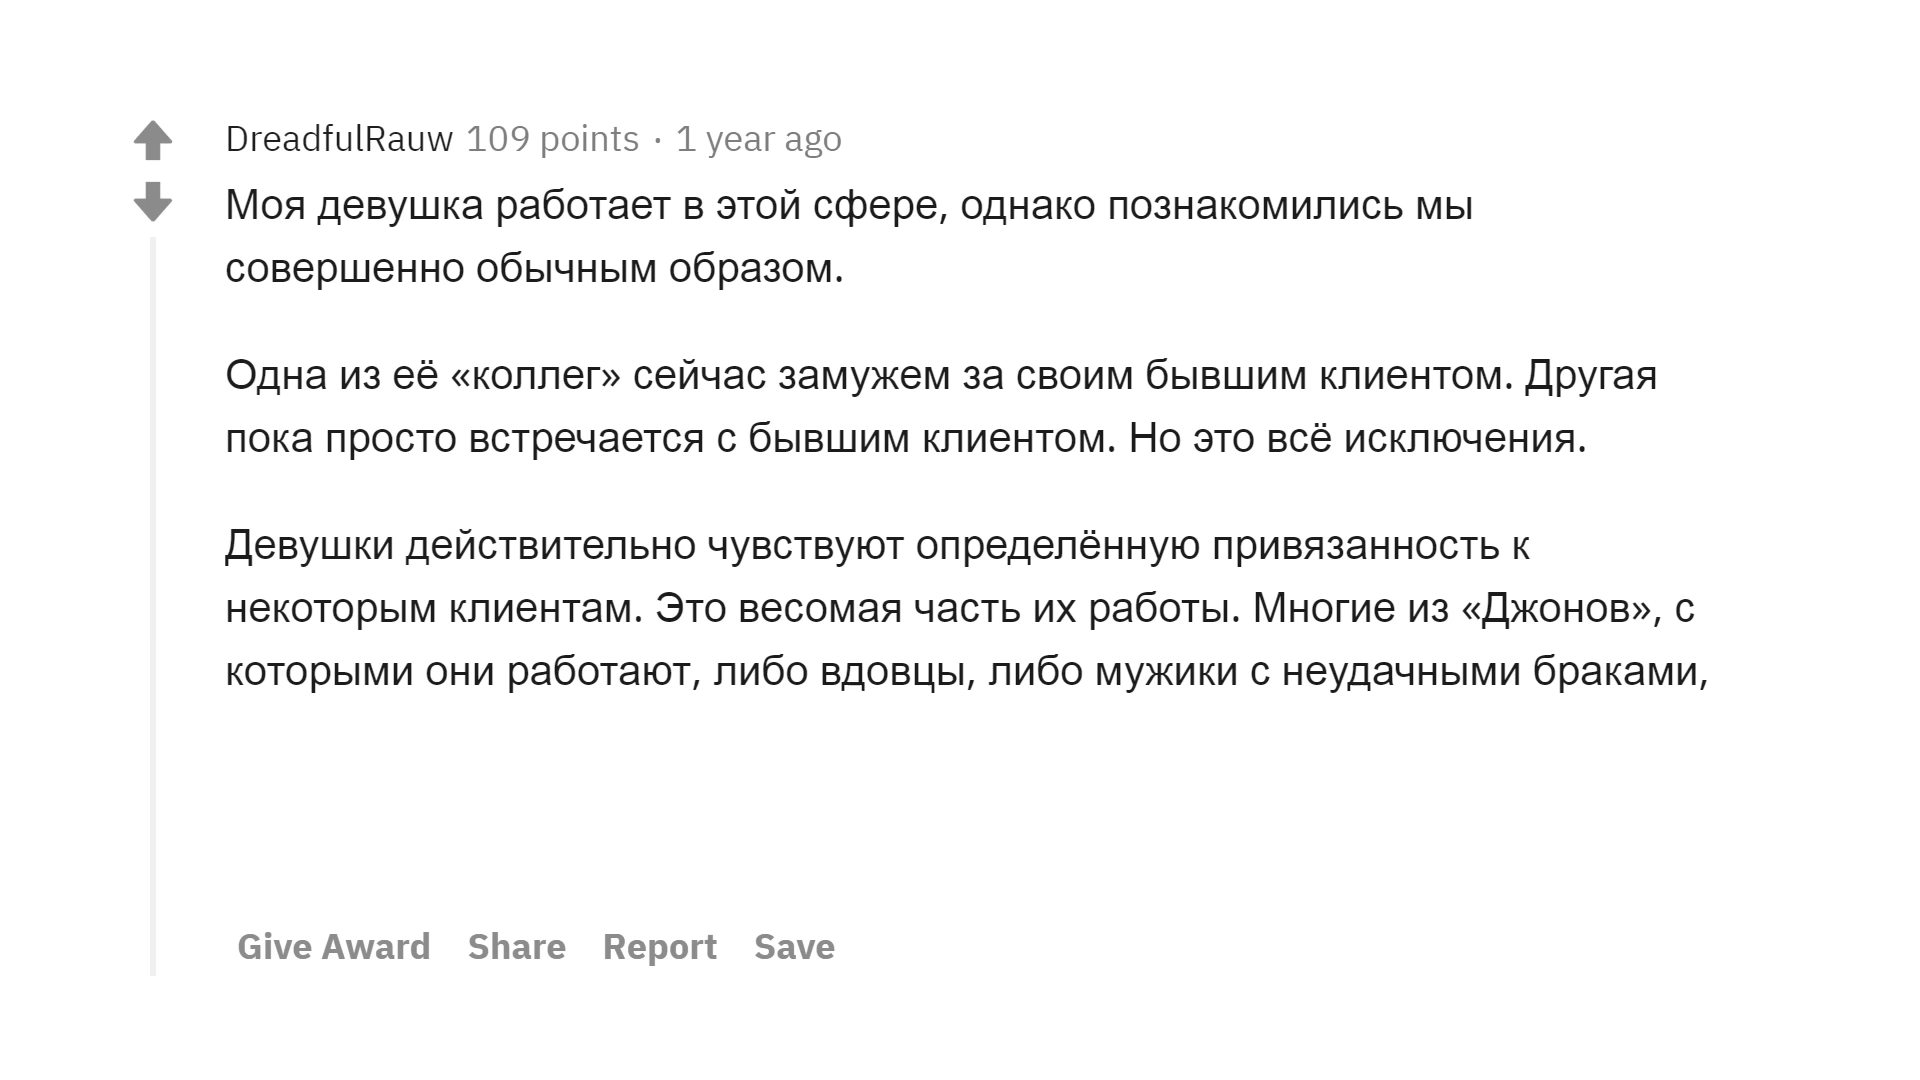 DreadfulRauw 109 points · 1 year ago
Моя девушка работает в этой сфере, однако познакомились мы
совершенно обычным образом.
Одна из её «коллег» сейчас замужем за своим бывшим клиентом. Другая
пока просто встречается с бывшим клиентом. Но это всё исключения.
Девушки действительно чувствуют определённую привязанность к
некоторым клиентам. Это весомая часть их работы. Многие из «Джонов», с
которыми они работают, либо вдовцы, либо мужики с неудачными браками,
Give Award Share Report Save